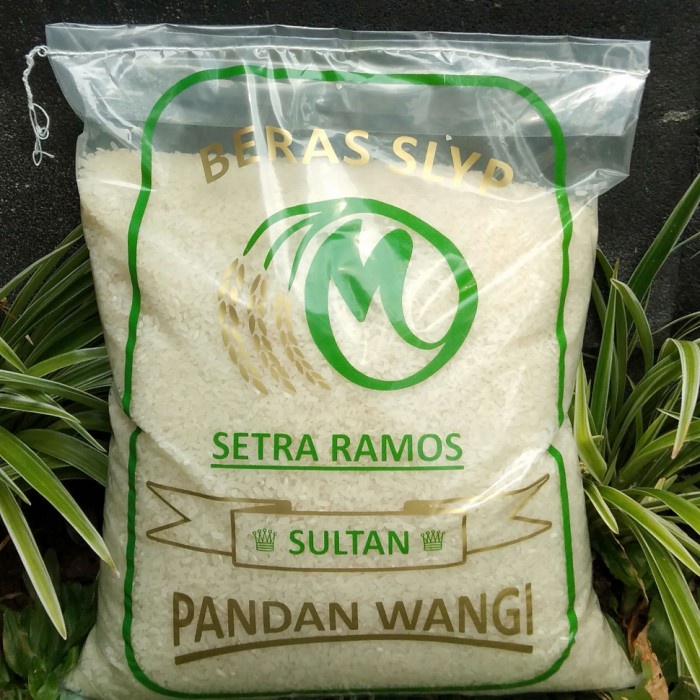 BERAS SLYP
M
SETRA RAMOS
SULTAN
PANDAN WANGI